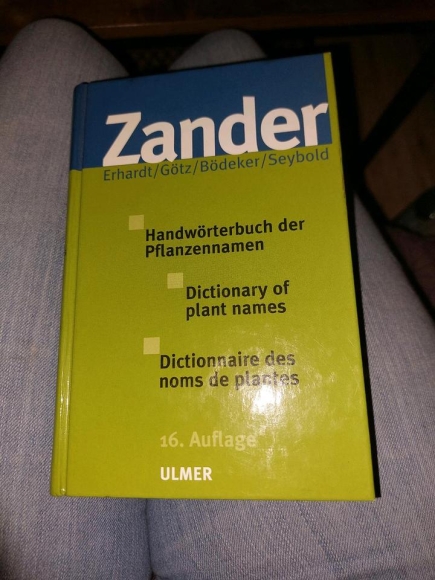 Zander
Erhardt/Götz/Bödeker/Seybold
Handwörterbuch der
Pflanzennamen
Dictionary of
plant names
Dictionnaire des
noms de plantes
16. Auflage
ULMER